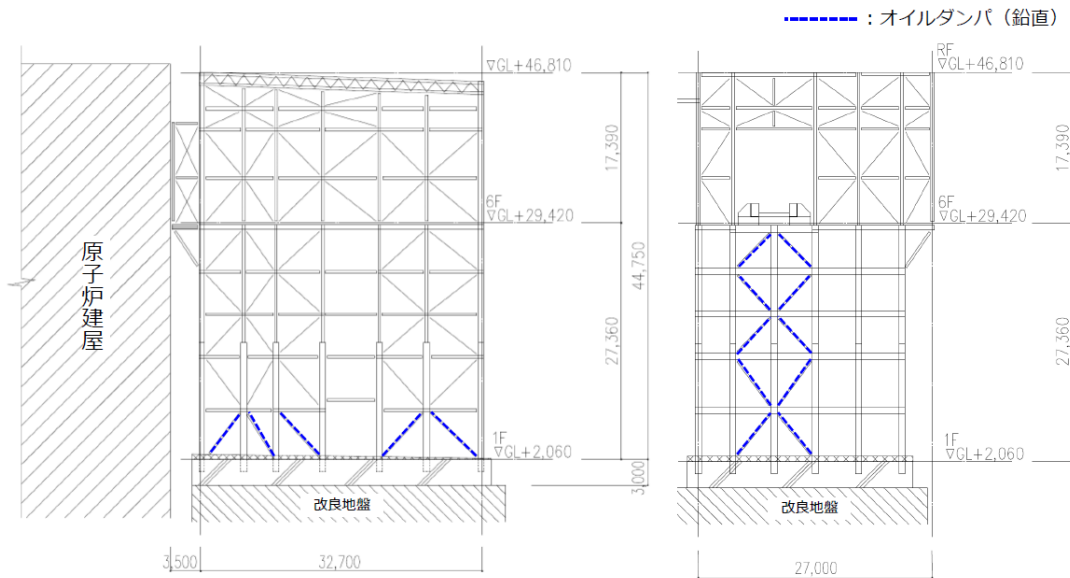 ：オイルダンパ（鉛直）
▽GL+46,810
RF
▽GL+46,810
17,390
17,390
6F
▽GL+29,420
6F
▽GL+29,420
原子炉建屋
44,750
27,360
27,360
1F
▽GL+2,060
1F
▽GL+2,060
3,000
改良地盤
改良地盤
3,500
32,700
27,000